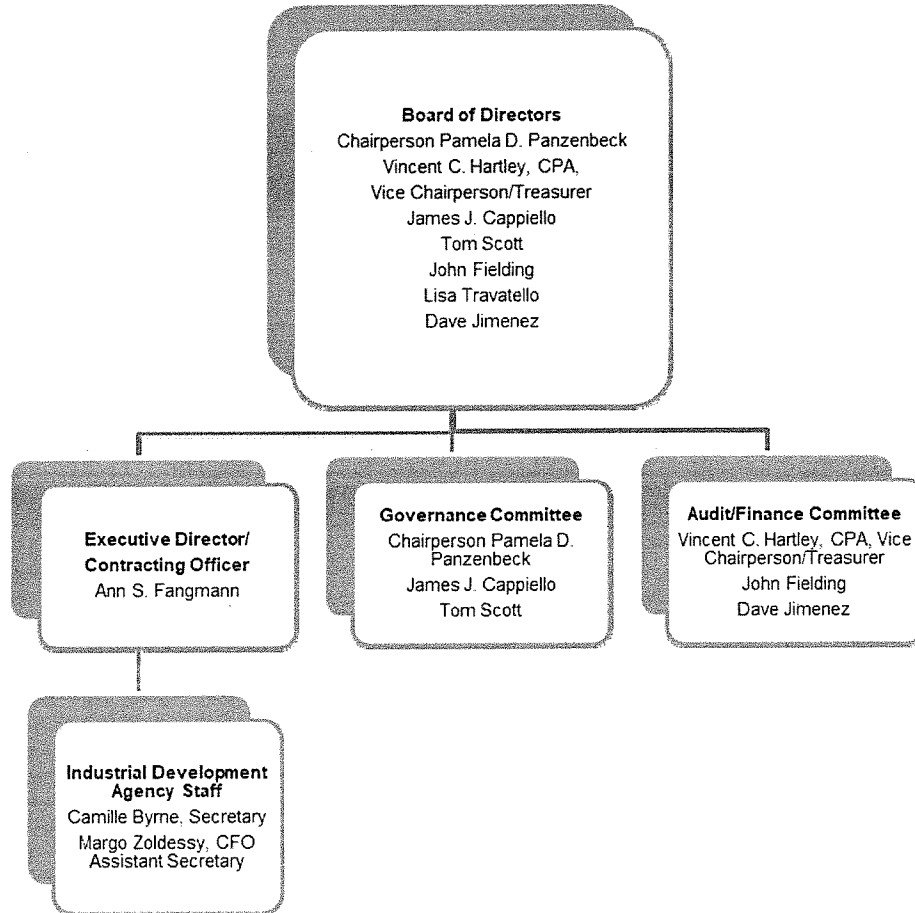 Board of Directors
Chairperson Pamela D. Panzenbeck
Vincent C. Hartley, CPA,
Vice Chairperson/Treasurer
James J. Cappiello
Tom Scott
John Fielding
Lisa Travatello
Dave Jimenez
Executive Director/
Contracting Officer
Ann S. Fangmann
Governance Committee
Chairperson Pamela D.
Panzenbeck
James J. Cappiello
Tom Scott
Audit/Finance Committee
Vincent C. Hartley, CPA, Vice
Chairperson/Treasurer
John Fielding
Dave Jimenez
Industrial Development
Agency Staff
Camille Byrne, Secretary
Margo Zoldessy, CFO
Assistant Secretary